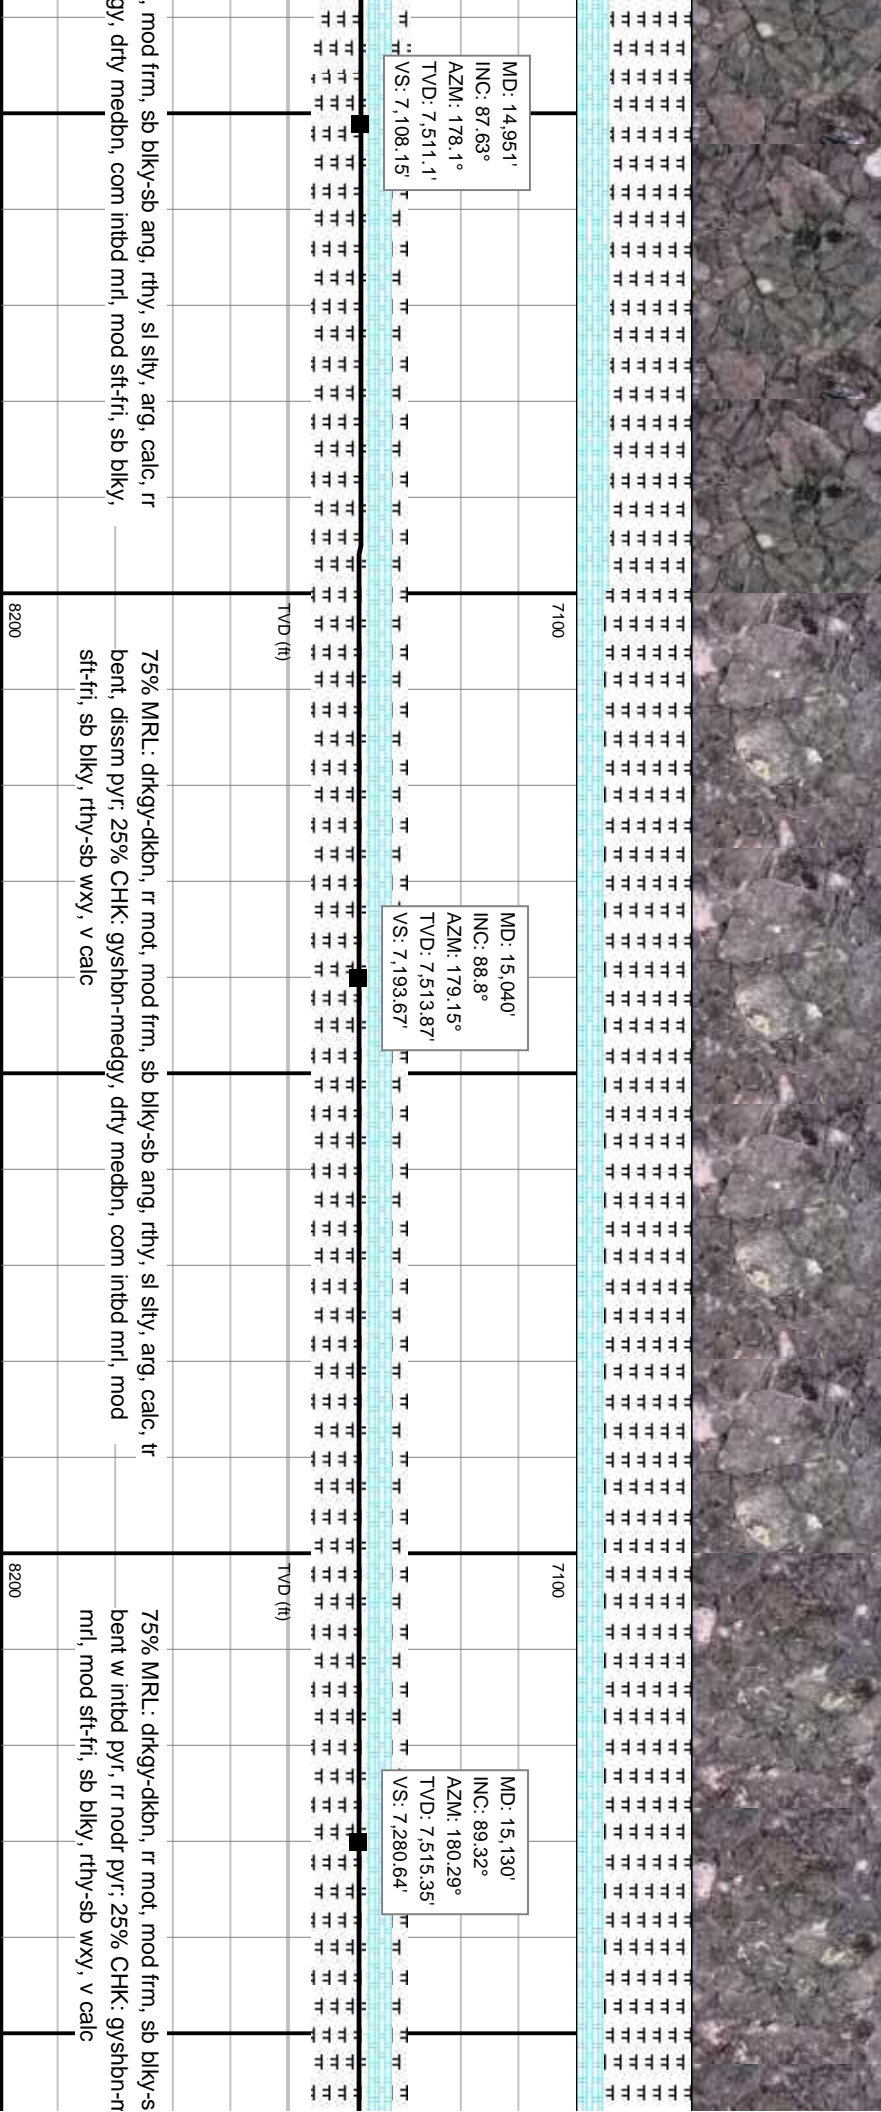 , mod frm, sb blky-sb ang, rthy, sl slty, arg, calc, rr
gy, drty medbn, com intbd mrl, mod sft-fri, sb blky,
MD: 14,951'
INC: 87.63°
AZM: 178.1°
TVD: 7,511.1'
VS: 7,108.15'
7100
TVD (ft)
8200
75% MRL: drkgy-dkbn, rr mot, mod frm, sb blky-sb ang, rthy, sl slty, arg, calc, tr
bent, dissm pyr; 25% CHK: gyshbn-medgy, drty medbn, com intbd mrl, mod
sft-fri, sb blky, rthy-sb wxy, v calc
MD: 15,040'
INC: 88.8°
AZM: 179.15°
TVD: 7,513.87'
VS: 7,193.67'
7100
TVD (ft)
8200
75% MRL: drkgy-dkbn, rr mot, mod frm, sb blky-s
bent w intbd pyr, rr nodr pyr; 25% CHK: gyshbn-m
mrl, mod sft-fri, sb blky, rthy-sb wxy, v calc
MD: 15,130'
INC: 89.32°
AZM: 180.29°
TVD: 7,515.35'
VS: 7,280.64'